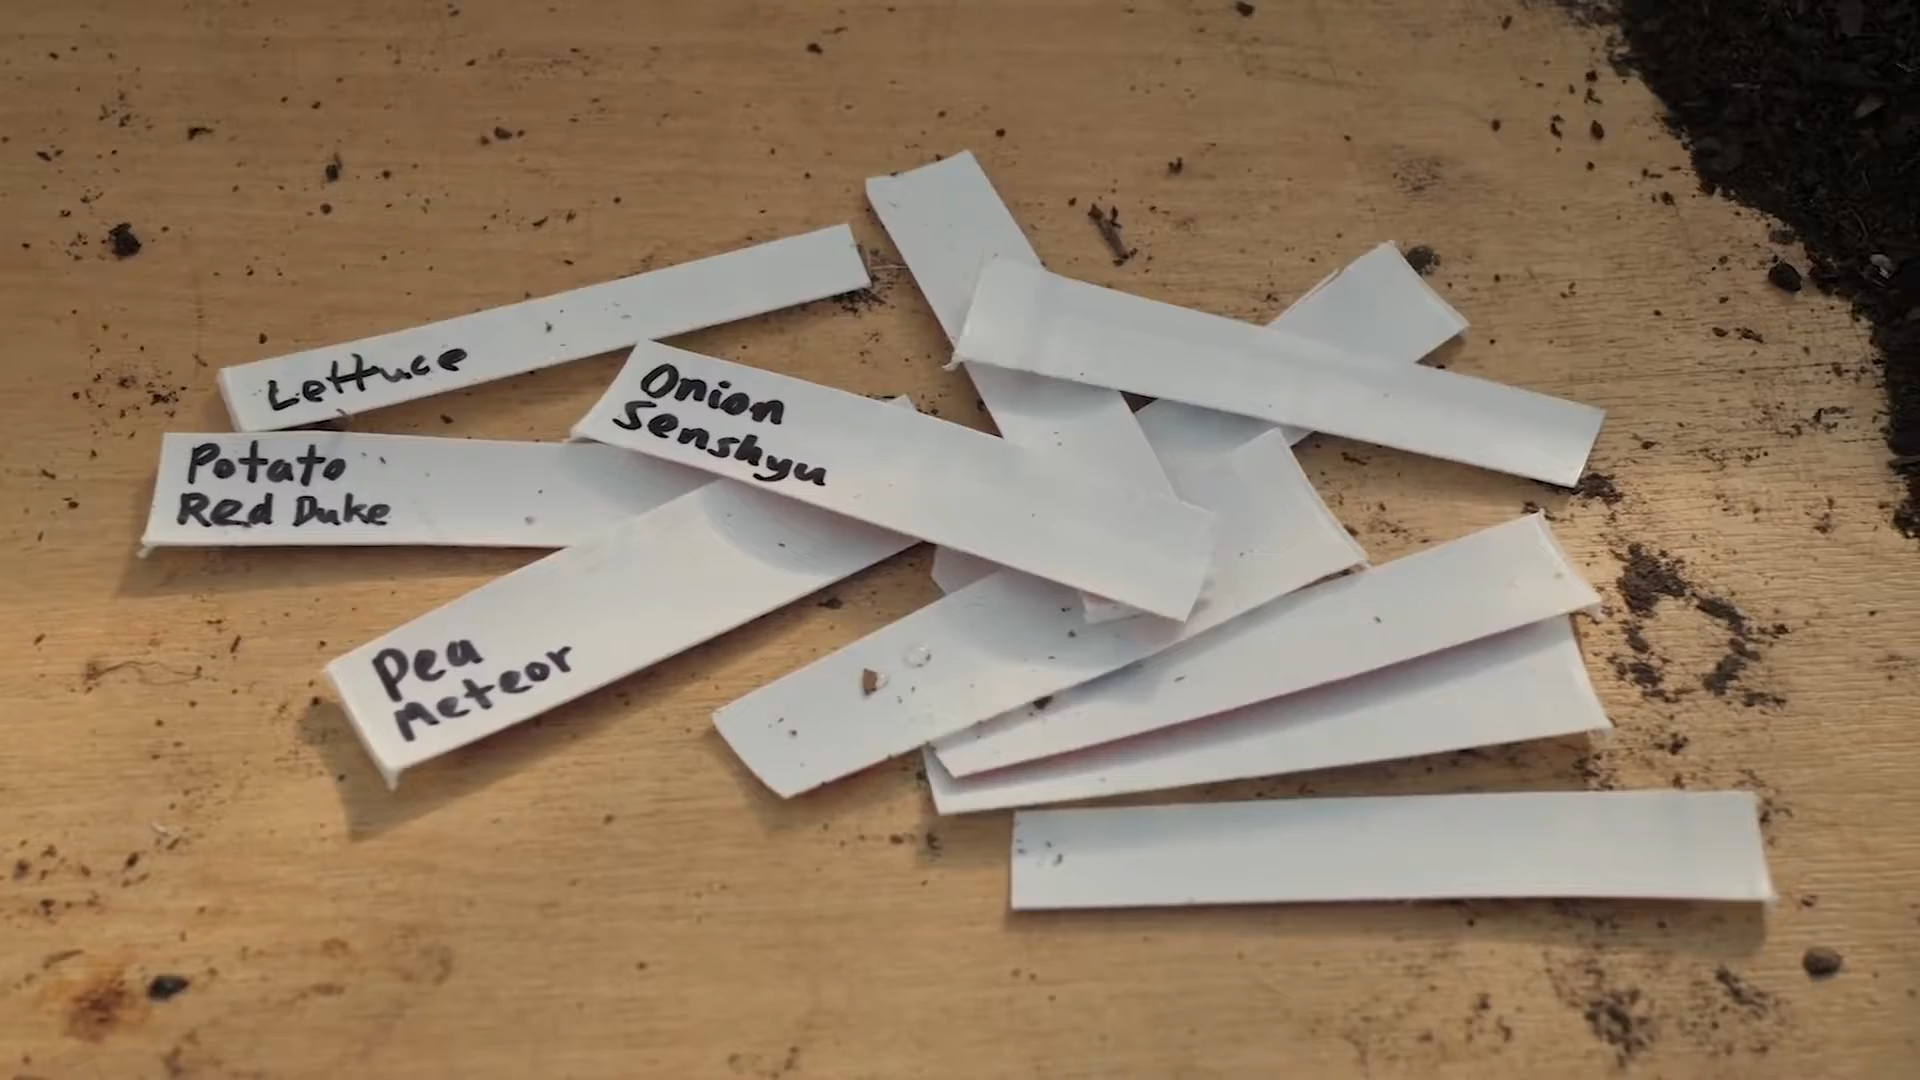 Lettuce
Potato
Red Duke
Onion
Senshyu
Pea
Meteor